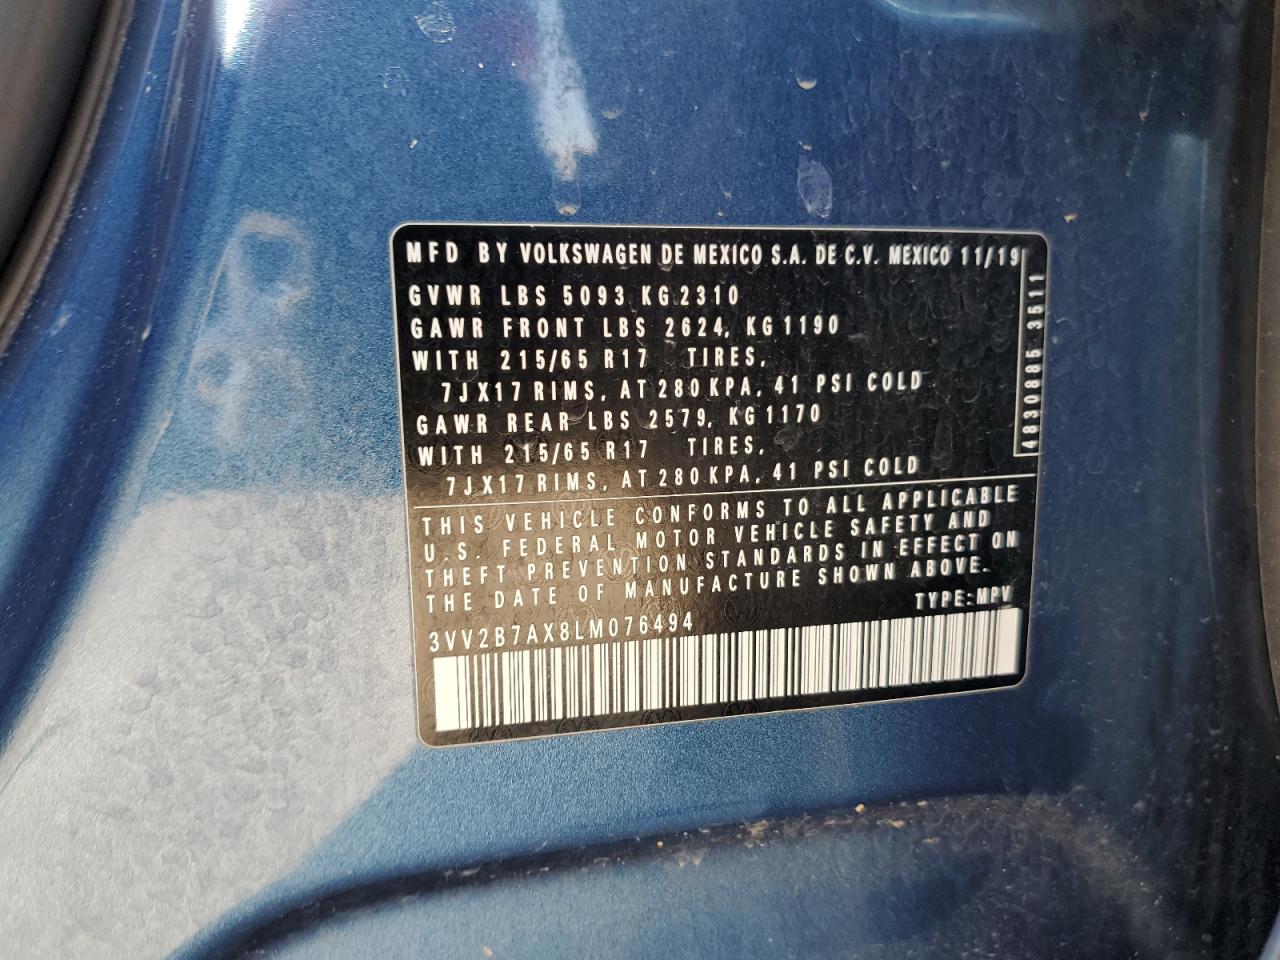 MFD BY VOLKSWAGEN DE MEXICO S.A. DE C.V. MEXICO 11/19
GVWR LBS 5093 KG 2310
GAWR FRONT LBS 2624, KG 1190
WITH 215/65 R17 TIRES,
7JX17 RIMS, AT 280 KPA, 41 PSI COLD
GAWR REAR LBS 2579, KG 1170
WITH 215/65 R17 TIRES,
7JX17 RIMS, AT 280 KPA, 41 PSI COLD
4830885 3511
THIS VEHICLE CONFORMS TO ALL APPLICABLE
U.S. FEDERAL MOTOR VEHICLE SAFETY AND
THEFT PREVENTION STANDARDS IN EFFECT ON
THE DATE OF MANUFACTURE SHOWN ABOVE.
TYPE:MPV
3VV2B7AX8LM076494